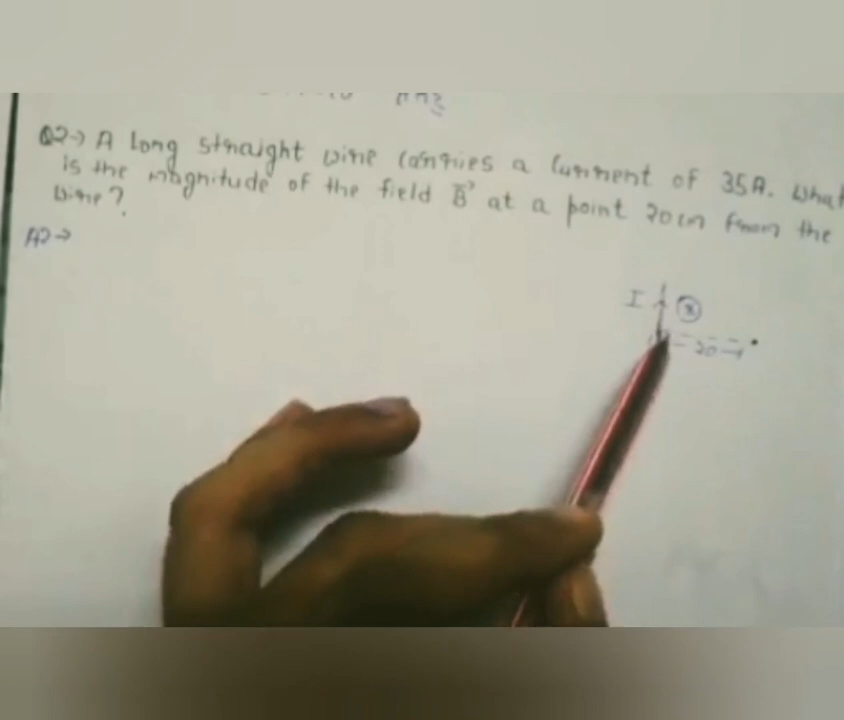 Ans
Q2→ A long straight wire carries a current of 35A. What
is the magnitude of the field B⃗ at a point 20cm from the
wire?
A2→
I ⓧ
20